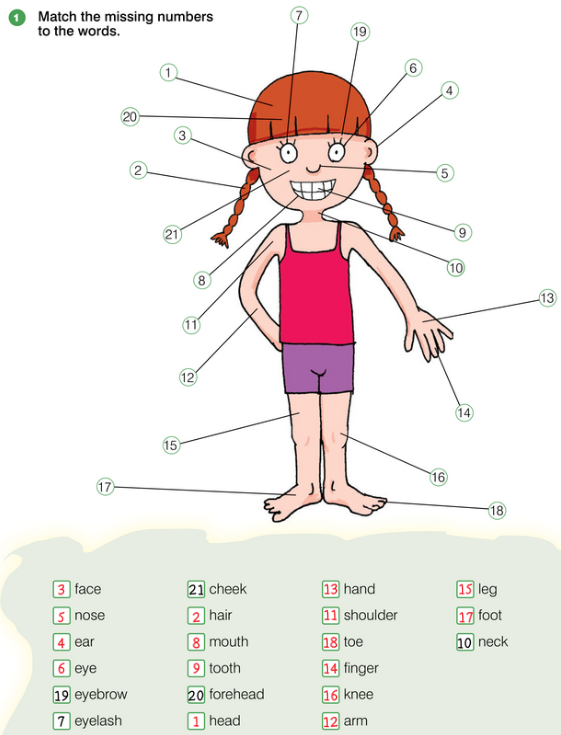 1 Match the missing numbers
to the words.
7
19
6
1
4
20
3
2
5
21
9
10
8
11
13
12
14
15
16
17
18
3 face 21 cheek 13 hand 15 leg
5 nose 2 hair 11 shoulder 17 foot
4 ear 8 mouth 18 toe 10 neck
6 eye 9 tooth 14 finger
19 eyebrow 20 forehead 16 knee
7 eyelash 1 head 12 arm